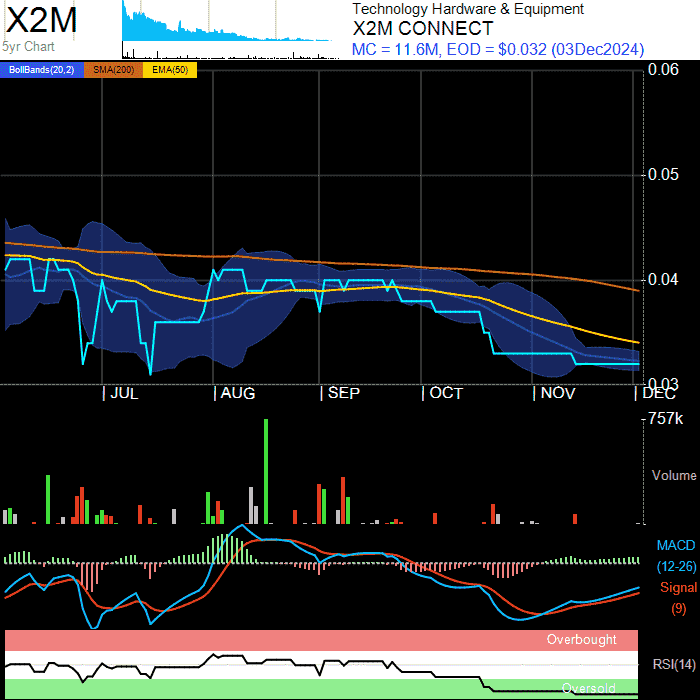 X2M
5yr Chart
Technology Hardware & Equipment
X2M CONNECT
MC = 11.6M, EOD = $0.032 (03Dec2024)
BollBands(20,2) SMA(200) EMA(50)
0.06
0.05
0.04
0.03
JUL AUG SEP OCT NOV DEC
757k
Volume
MACD
(12-26)
Signal
(9)
Overbought
RSI(14)
Oversold